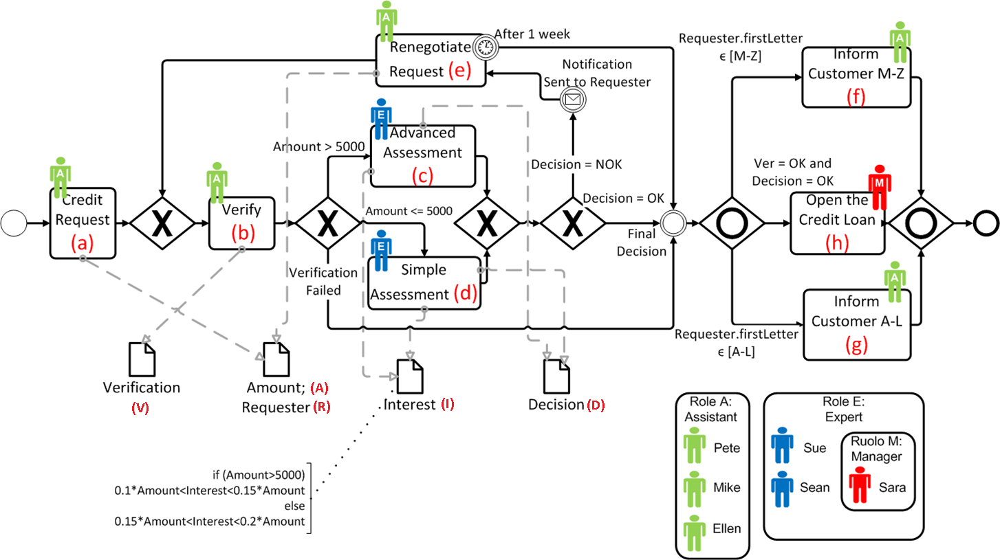 A
Renegotiate
Request (e)
After 1 week
Notification
Sent to Requester
Requester.firstLetter
ϵ [M-Z]
A
Inform
Customer M-Z
(f)
E
Advanced
Assessment
(c)
Amount > 5000
Decision = NOK
Ver = OK and
Decision = OK
M
Open the
Credit Loan
(h)
A
Credit
Request
(a)
X
A
Verify
(b)
X
Amount <= 5000
X
X
Decision = OK
Final
Decision
Verification
Failed
E
Simple
Assessment (d)
Requester.firstLetter
ϵ [A-L]
A
Inform
Customer A-L
(g)
Verification
(V)
Amount; (A)
Requester (R)
Interest (I)
Decision (D)
if (Amount>5000)
0.1*Amount<Interest<0.15*Amount
else
0.15*Amount<Interest<0.2*Amount
Role A:
Assistant
Pete
Mike
Ellen
Role E:
Expert
Sue
Sean
Ruolo M:
Manager
Sara